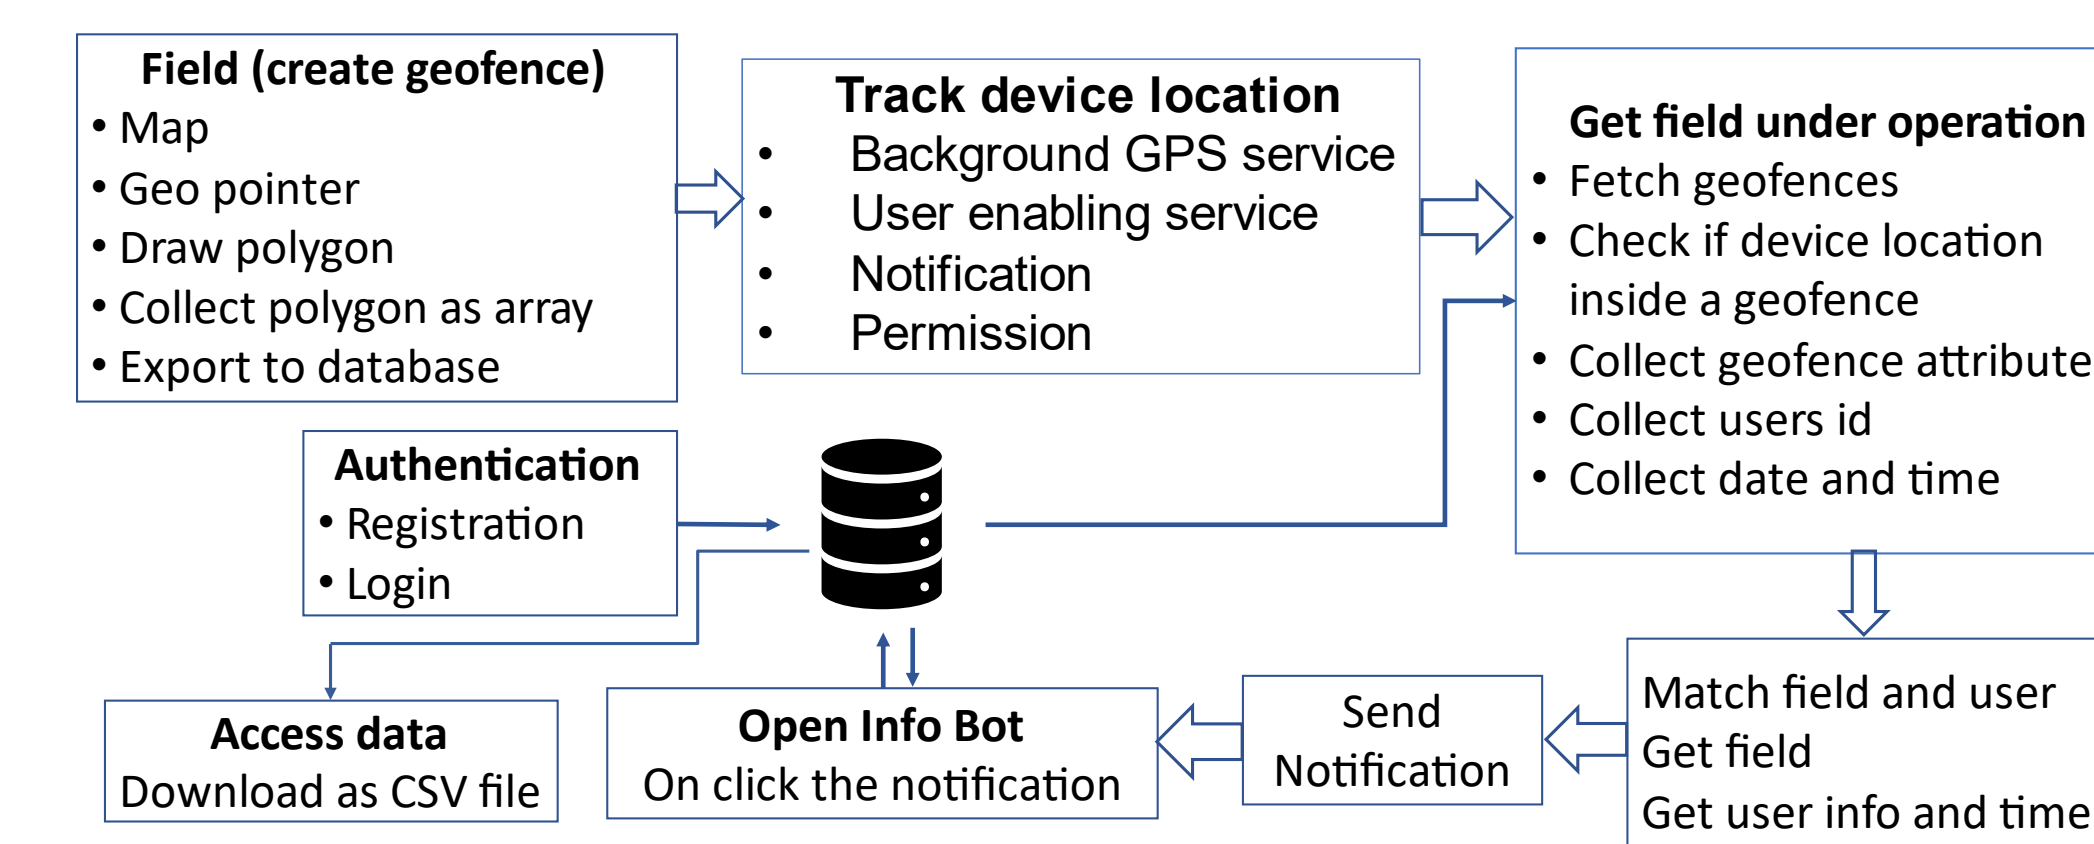 Field (create geofence)
• Map
• Geo pointer
• Draw polygon
• Collect polygon as array
• Export to database
Track device location
• Background GPS service
• User enabling service
• Notification
• Permission
Get field under operation
• Fetch geofences
• Check if device location
inside a geofence
• Collect geofence attribute
• Collect users id
• Collect date and time
Authentication
• Registration
• Login
Access data
Download as CSV file
Open Info Bot
On click the notification
Send
Notification
Match field and user
Get field
Get user info and time